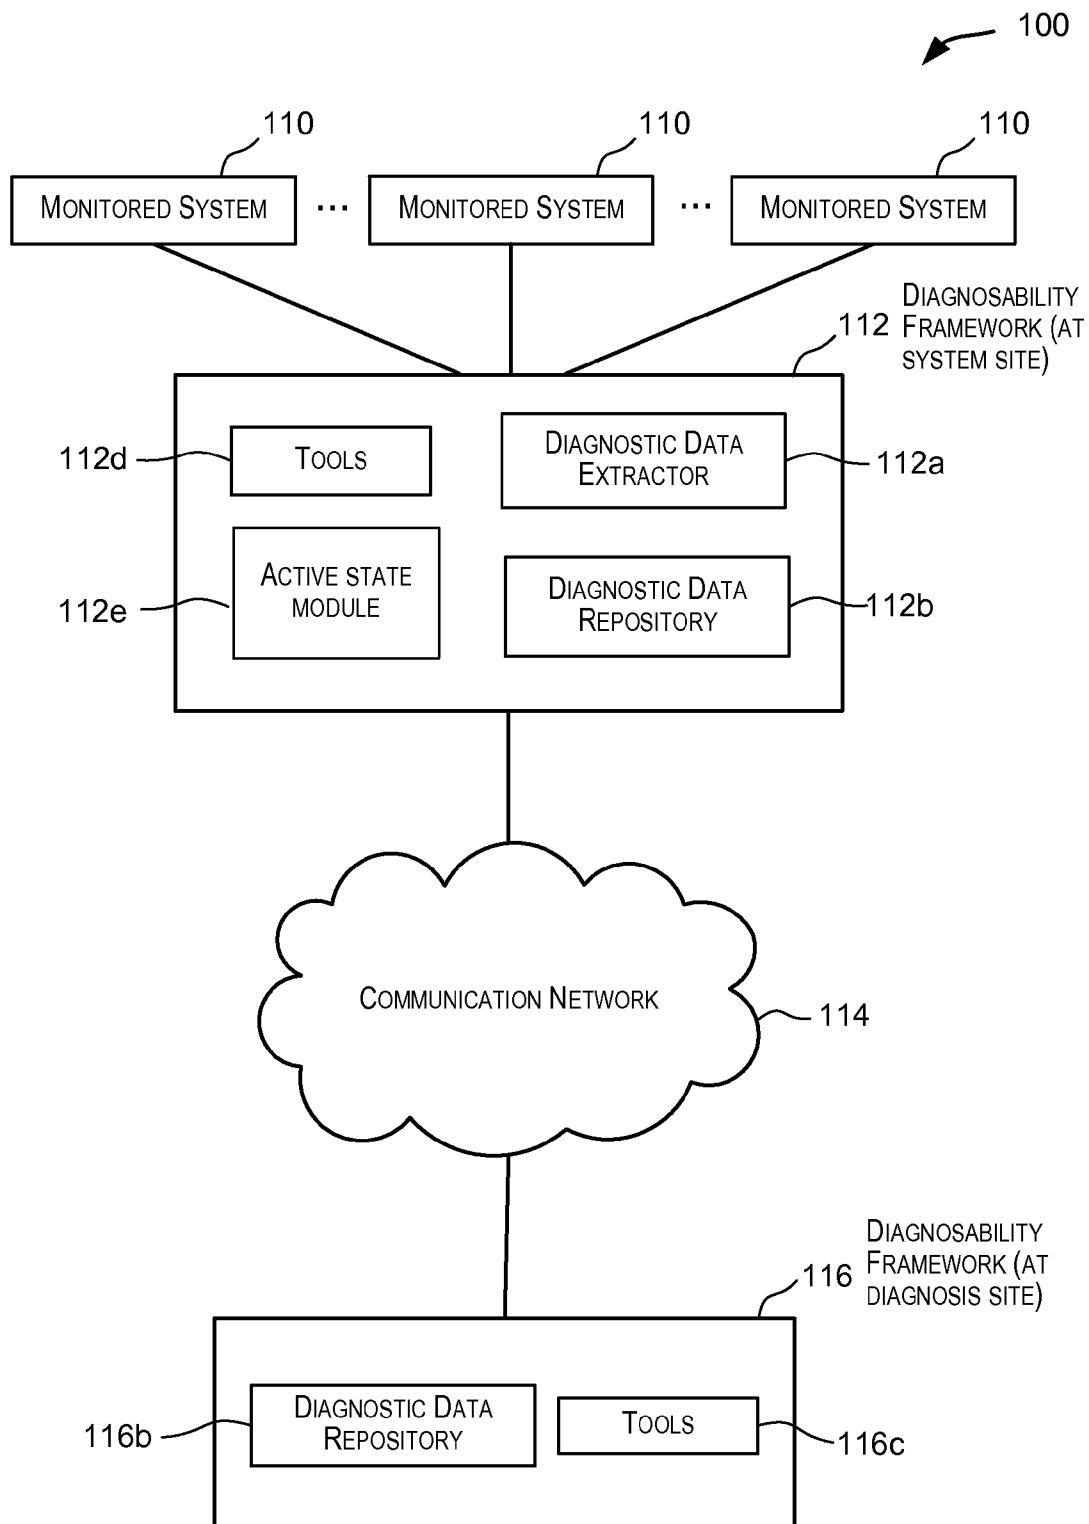 100
110 110 110
MONITORED SYSTEM ... MONITORED SYSTEM ... MONITORED SYSTEM
DIAGNOSABILITY
112 FRAMEWORK (AT
SYSTEM SITE)
112d TOOLS
DIAGNOSTIC DATA
EXTRACTOR
112a
112e ACTIVE STATE
MODULE
DIAGNOSTIC DATA
REPOSITORY
112b
COMMUNICATION NETWORK
114
DIAGNOSABILITY
116 FRAMEWORK (AT
DIAGNOSIS SITE)
116b DIAGNOSTIC DATA
REPOSITORY
TOOLS
116c